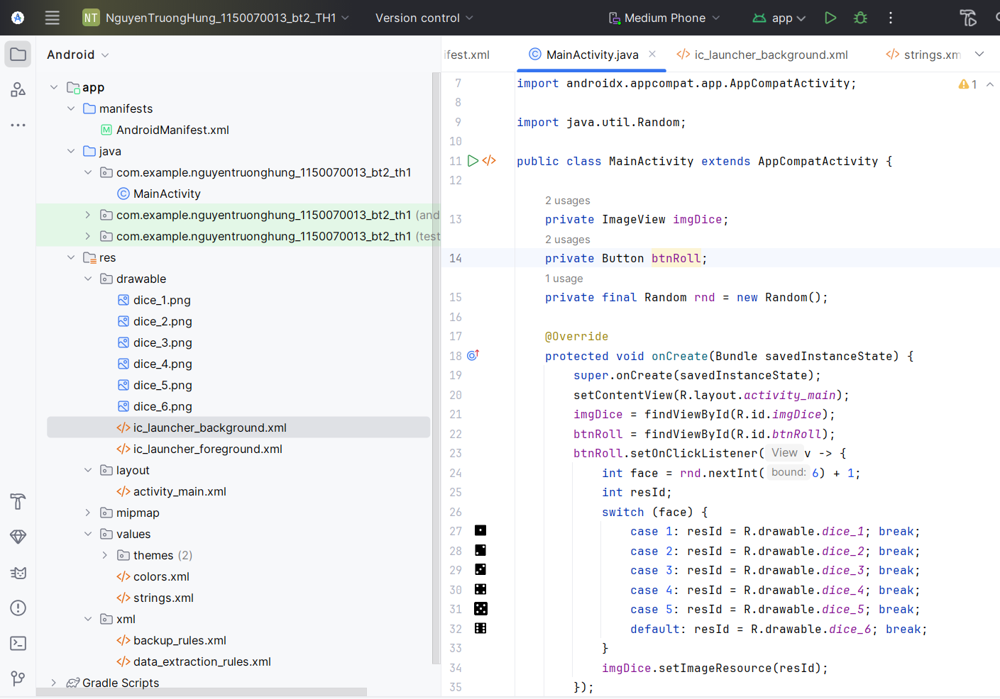 NT NguyenTruongHung_1150070013_bt2_TH1 Version control Medium Phone app
Android
app
manifests
AndroidManifest.xml
java
com.example.nguyentruonghung_1150070013_bt2_th1
MainActivity
com.example.nguyentruonghung_1150070013_bt2_th1 (and
com.example.nguyentruonghung_1150070013_bt2_th1 (test
res
drawable
dice_1.png
dice_2.png
dice_3.png
dice_4.png
dice_5.png
dice_6.png
ic_launcher_background.xml
ic_launcher_foreground.xml
layout
activity_main.xml
mipmap
values
themes (2)
colors.xml
strings.xml
xml
backup_rules.xml
data_extraction_rules.xml
Gradle Scripts
ifest.xml MainActivity.java ic_launcher_background.xml strings.xm
1
7 import androidx.appcompat.app.AppCompatActivity;
8
9 import java.util.Random;
10
11 public class MainActivity extends AppCompatActivity {
12
2 usages
13 private ImageView imgDice;
2 usages
14 private Button btnRoll;
1 usage
15 private final Random rnd = new Random();
16
17 @Override
18 protected void onCreate(Bundle savedInstanceState) {
19 super.onCreate(savedInstanceState);
20 setContentView(R.layout.activity_main);
21 imgDice = findViewById(R.id.imgDice);
22 btnRoll = findViewById(R.id.btnRoll);
23 btnRoll.setOnClickListener( View v -> {
24 int face = rnd.nextInt( bound: 6) + 1;
25 int resId;
26 switch (face) {
27 case 1: resId = R.drawable.dice_1; break;
28 case 2: resId = R.drawable.dice_2; break;
29 case 3: resId = R.drawable.dice_3; break;
30 case 4: resId = R.drawable.dice_4; break;
31 case 5: resId = R.drawable.dice_5; break;
32 default: resId = R.drawable.dice_6; break;
33 }
34 imgDice.setImageResource(resId);
35 });